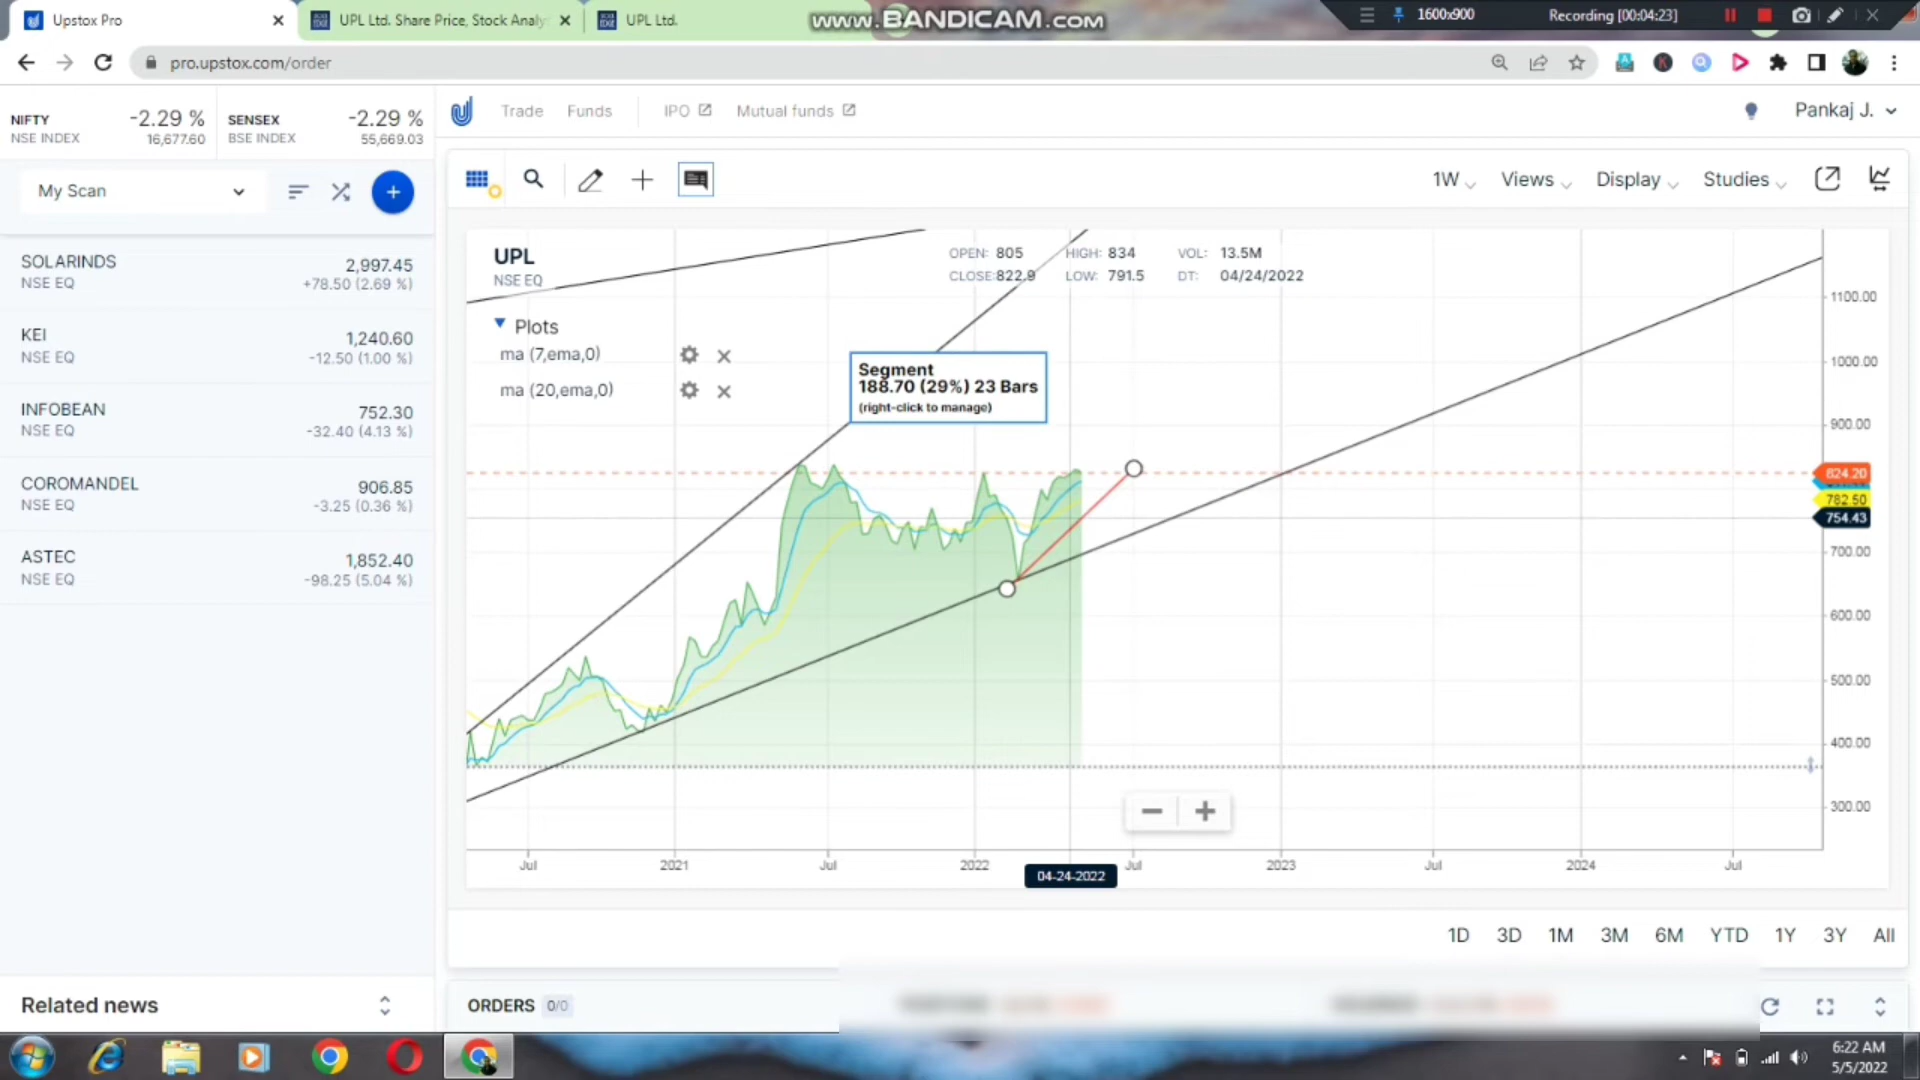 Upstox Pro
UPL Ltd. Share Price, Stock Analy
UPL Ltd.
www.BANDICAM.com
1600x900
Recording [00:04:23]
pro.upstox.com/order
NIFTY -2.29 %
NSE INDEX 16,677.60
SENSEX -2.29 %
BSE INDEX 55,669.03
Trade Funds IPO Mutual funds
Pankaj J.
My Scan
1W Views Display Studies
SOLARINDS 2,997.45
NSE EQ +78.50 (2.69 %)
KEI 1,240.60
NSE EQ -12.50 (1.00 %)
INFOBEAN 752.30
NSE EQ -32.40 (4.13 %)
COROMANDEL 906.85
NSE EQ -3.25 (0.36 %)
ASTEC 1,852.40
NSE EQ -98.25 (5.04 %)
UPL
NSE EQ
OPEN: 805 HIGH: 834 VOL: 13.5M
CLOSE:822.9 LOW: 791.5 DT: 04/24/2022
Plots
ma (7,ema,0)
ma (20,ema,0)
Segment
188.70 (29%) 23 Bars
(right-click to manage)
1100.00
1000.00
900.00
824.20
782.50
754.43
700.00
600.00
500.00
400.00
300.00
Jul 2021 Jul 2022 Jul 2023 Jul 2024 Jul
04-24-2022
1D 3D 1M 3M 6M YTD 1Y 3Y All
Related news
ORDERS 0/0
6:22 AM
5/5/2022